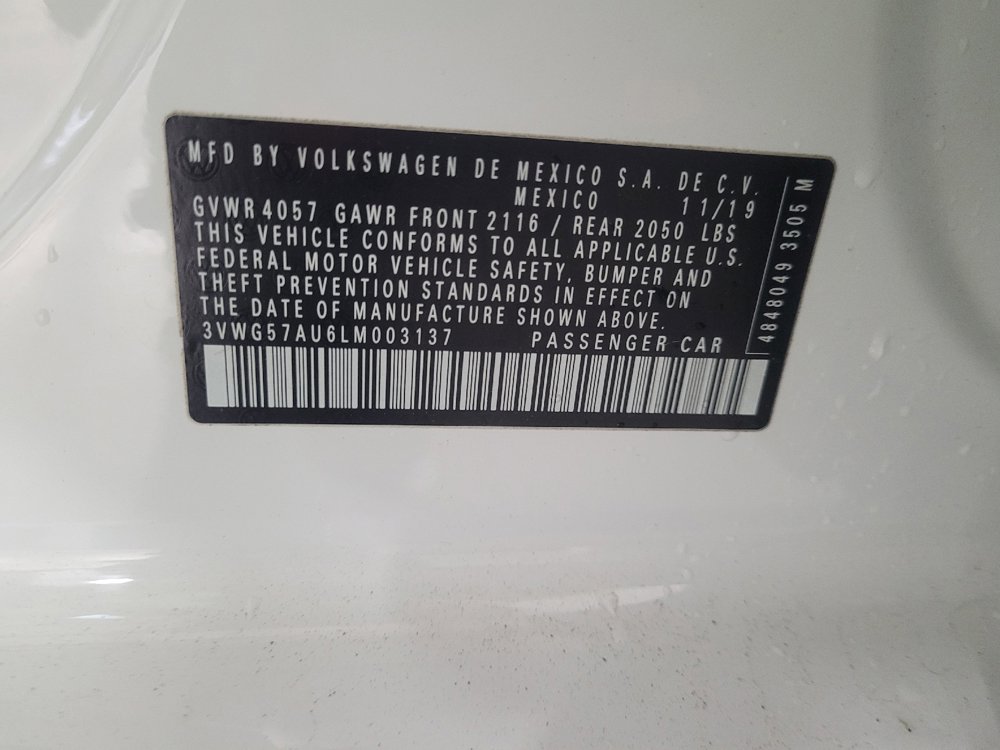 MFD BY VOLKSWAGEN DE MEXICO S.A. DE C.V.
MEXICO 11/19
GVWR 4057 GAWR FRONT 2116 / REAR 2050 LBS
THIS VEHICLE CONFORMS TO ALL APPLICABLE U.S.
FEDERAL MOTOR VEHICLE SAFETY, BUMPER AND
THEFT PREVENTION STANDARDS IN EFFECT ON
THE DATE OF MANUFACTURE SHOWN ABOVE.
3VWG57AU6LM003137 PASSENGER CAR
4848049 3505 M